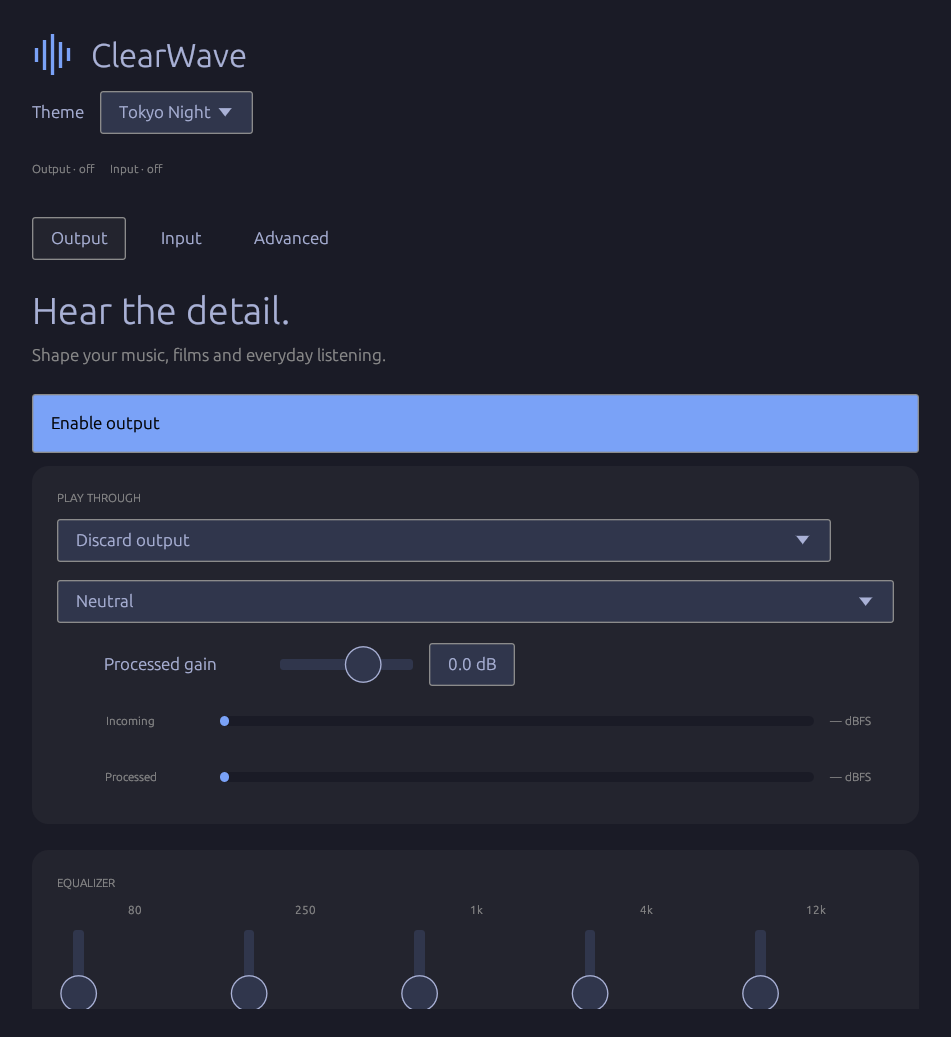 ClearWave
Theme Tokyo Night
Output · off Input · off
Output Input Advanced
Hear the detail.
Shape your music, films and everyday listening.
Enable output
PLAY THROUGH
Discard output
Neutral
Processed gain 0.0 dB
Incoming — dBFS
Processed — dBFS
EQUALIZER
80 250 1k 4k 12k